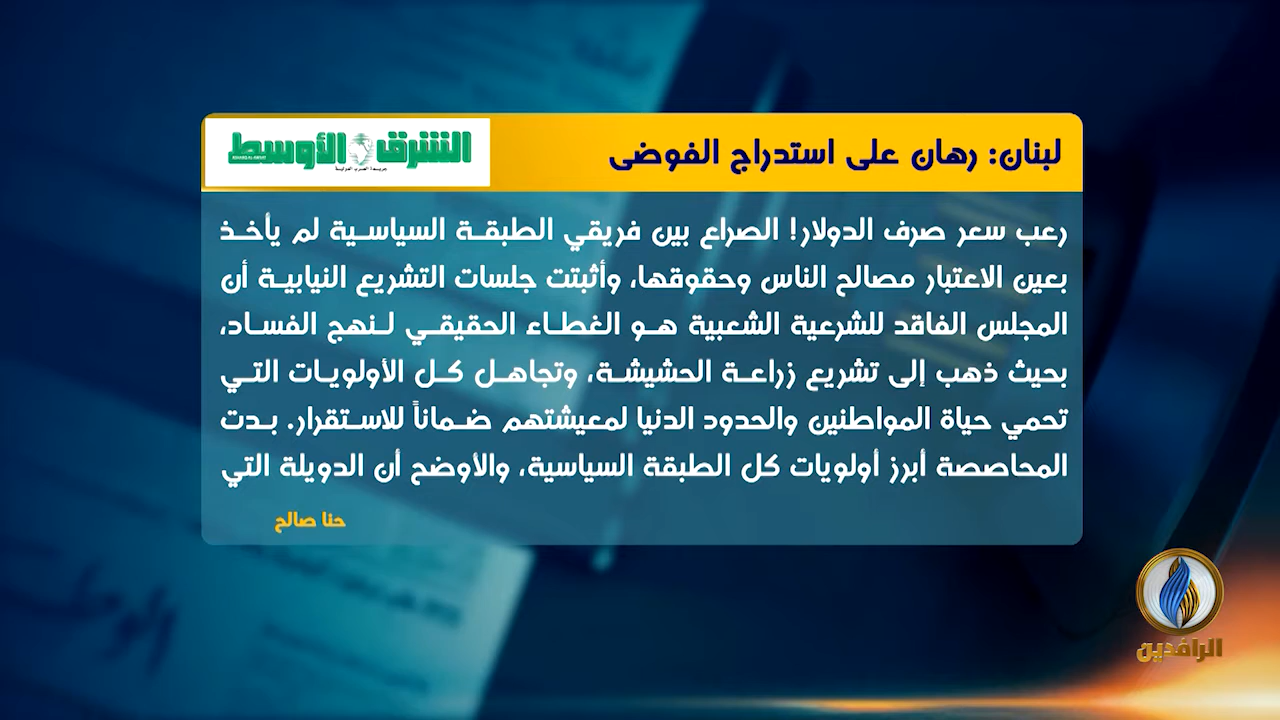 لبنان: رهان على استدراج الفوضى
الشرق الأوسط
جريدة العرب الدولية
رعب سعر صرف الدولار! الصراع بين فريقي الطبقة السياسية لم يأخذ
بعين الاعتبار مصالح الناس وحقوقها، وأثبتت جلسات التشريع النيابية أن
المجلس الفاقد للشرعية الشعبية هو الغطاء الحقيقي لنهج الفساد،
بحيث ذهب إلى تشريع زراعة الحشيشة، وتجاهل كل الأولويات التي
تحمي حياة المواطنين والحدود الدنيا لمعيشتهم ضماناً للاستقرار. بدت
المحاصصة أبرز أولويات كل الطبقة السياسية، والأوضح أن الدويلة التي
حنا صالح
الرافدين